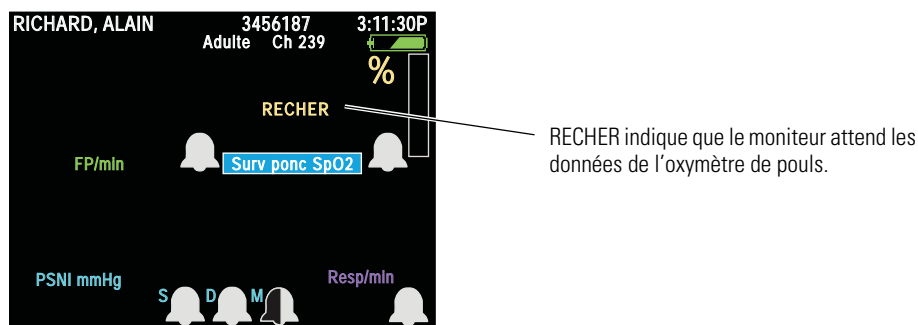 RICHARD, ALAIN 3456187 3:11:30P
Adulte Ch 239
%
RECHER
RECHER indique que le moniteur attend les
données de l'oxymètre de pouls.
FP/min
Surv ponc SpO2
PSNI mmHg
Resp/min
S D M